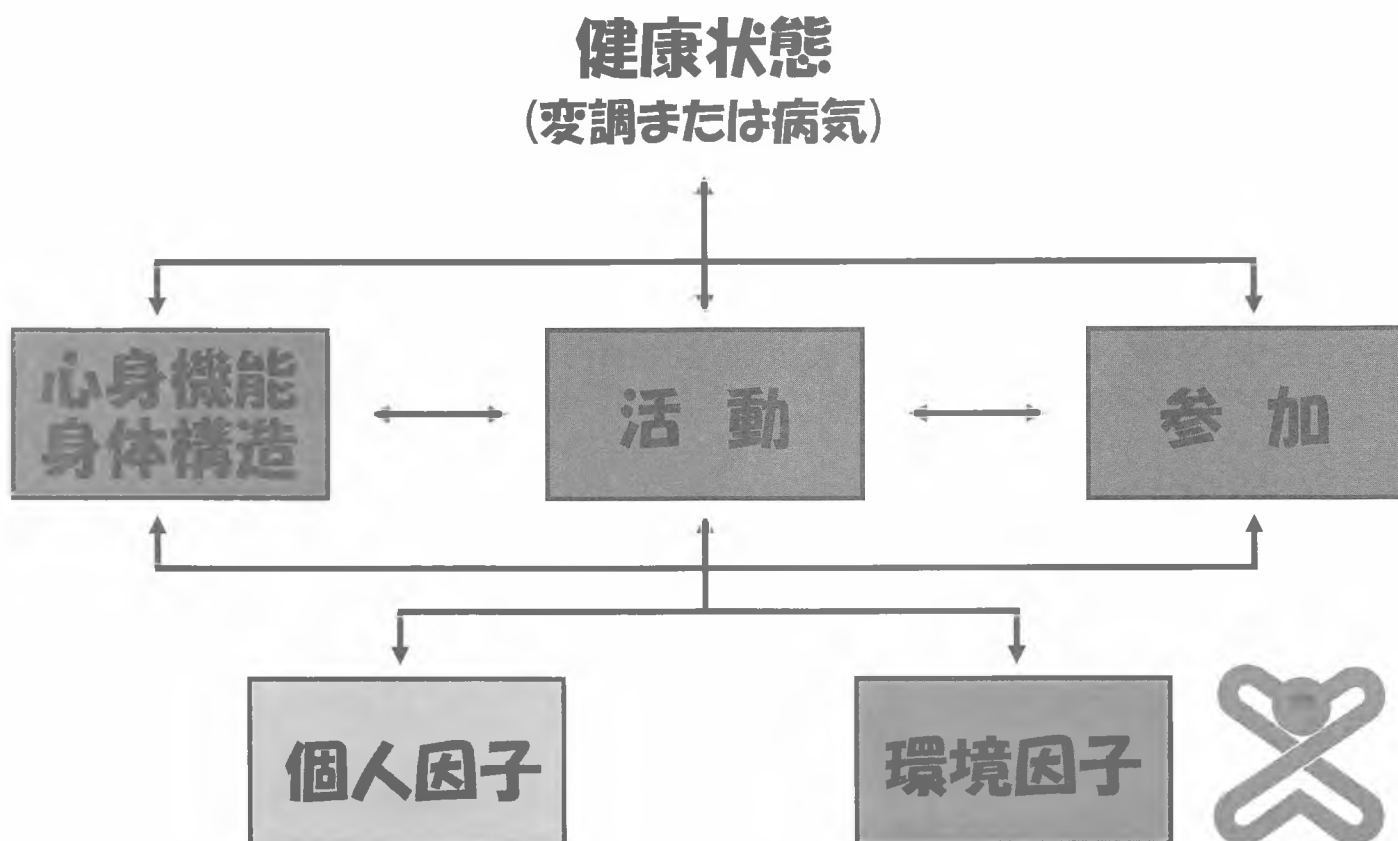 健康状態
(変調または病気)
心身機能
身体構造
活動
参加
個人因子
環境因子